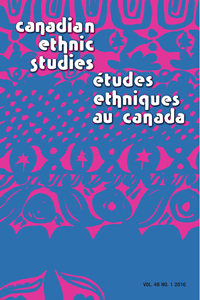 canadian
ethnic
studies
études
ethniques
au canada
VOL. 48 NO. 1 2016